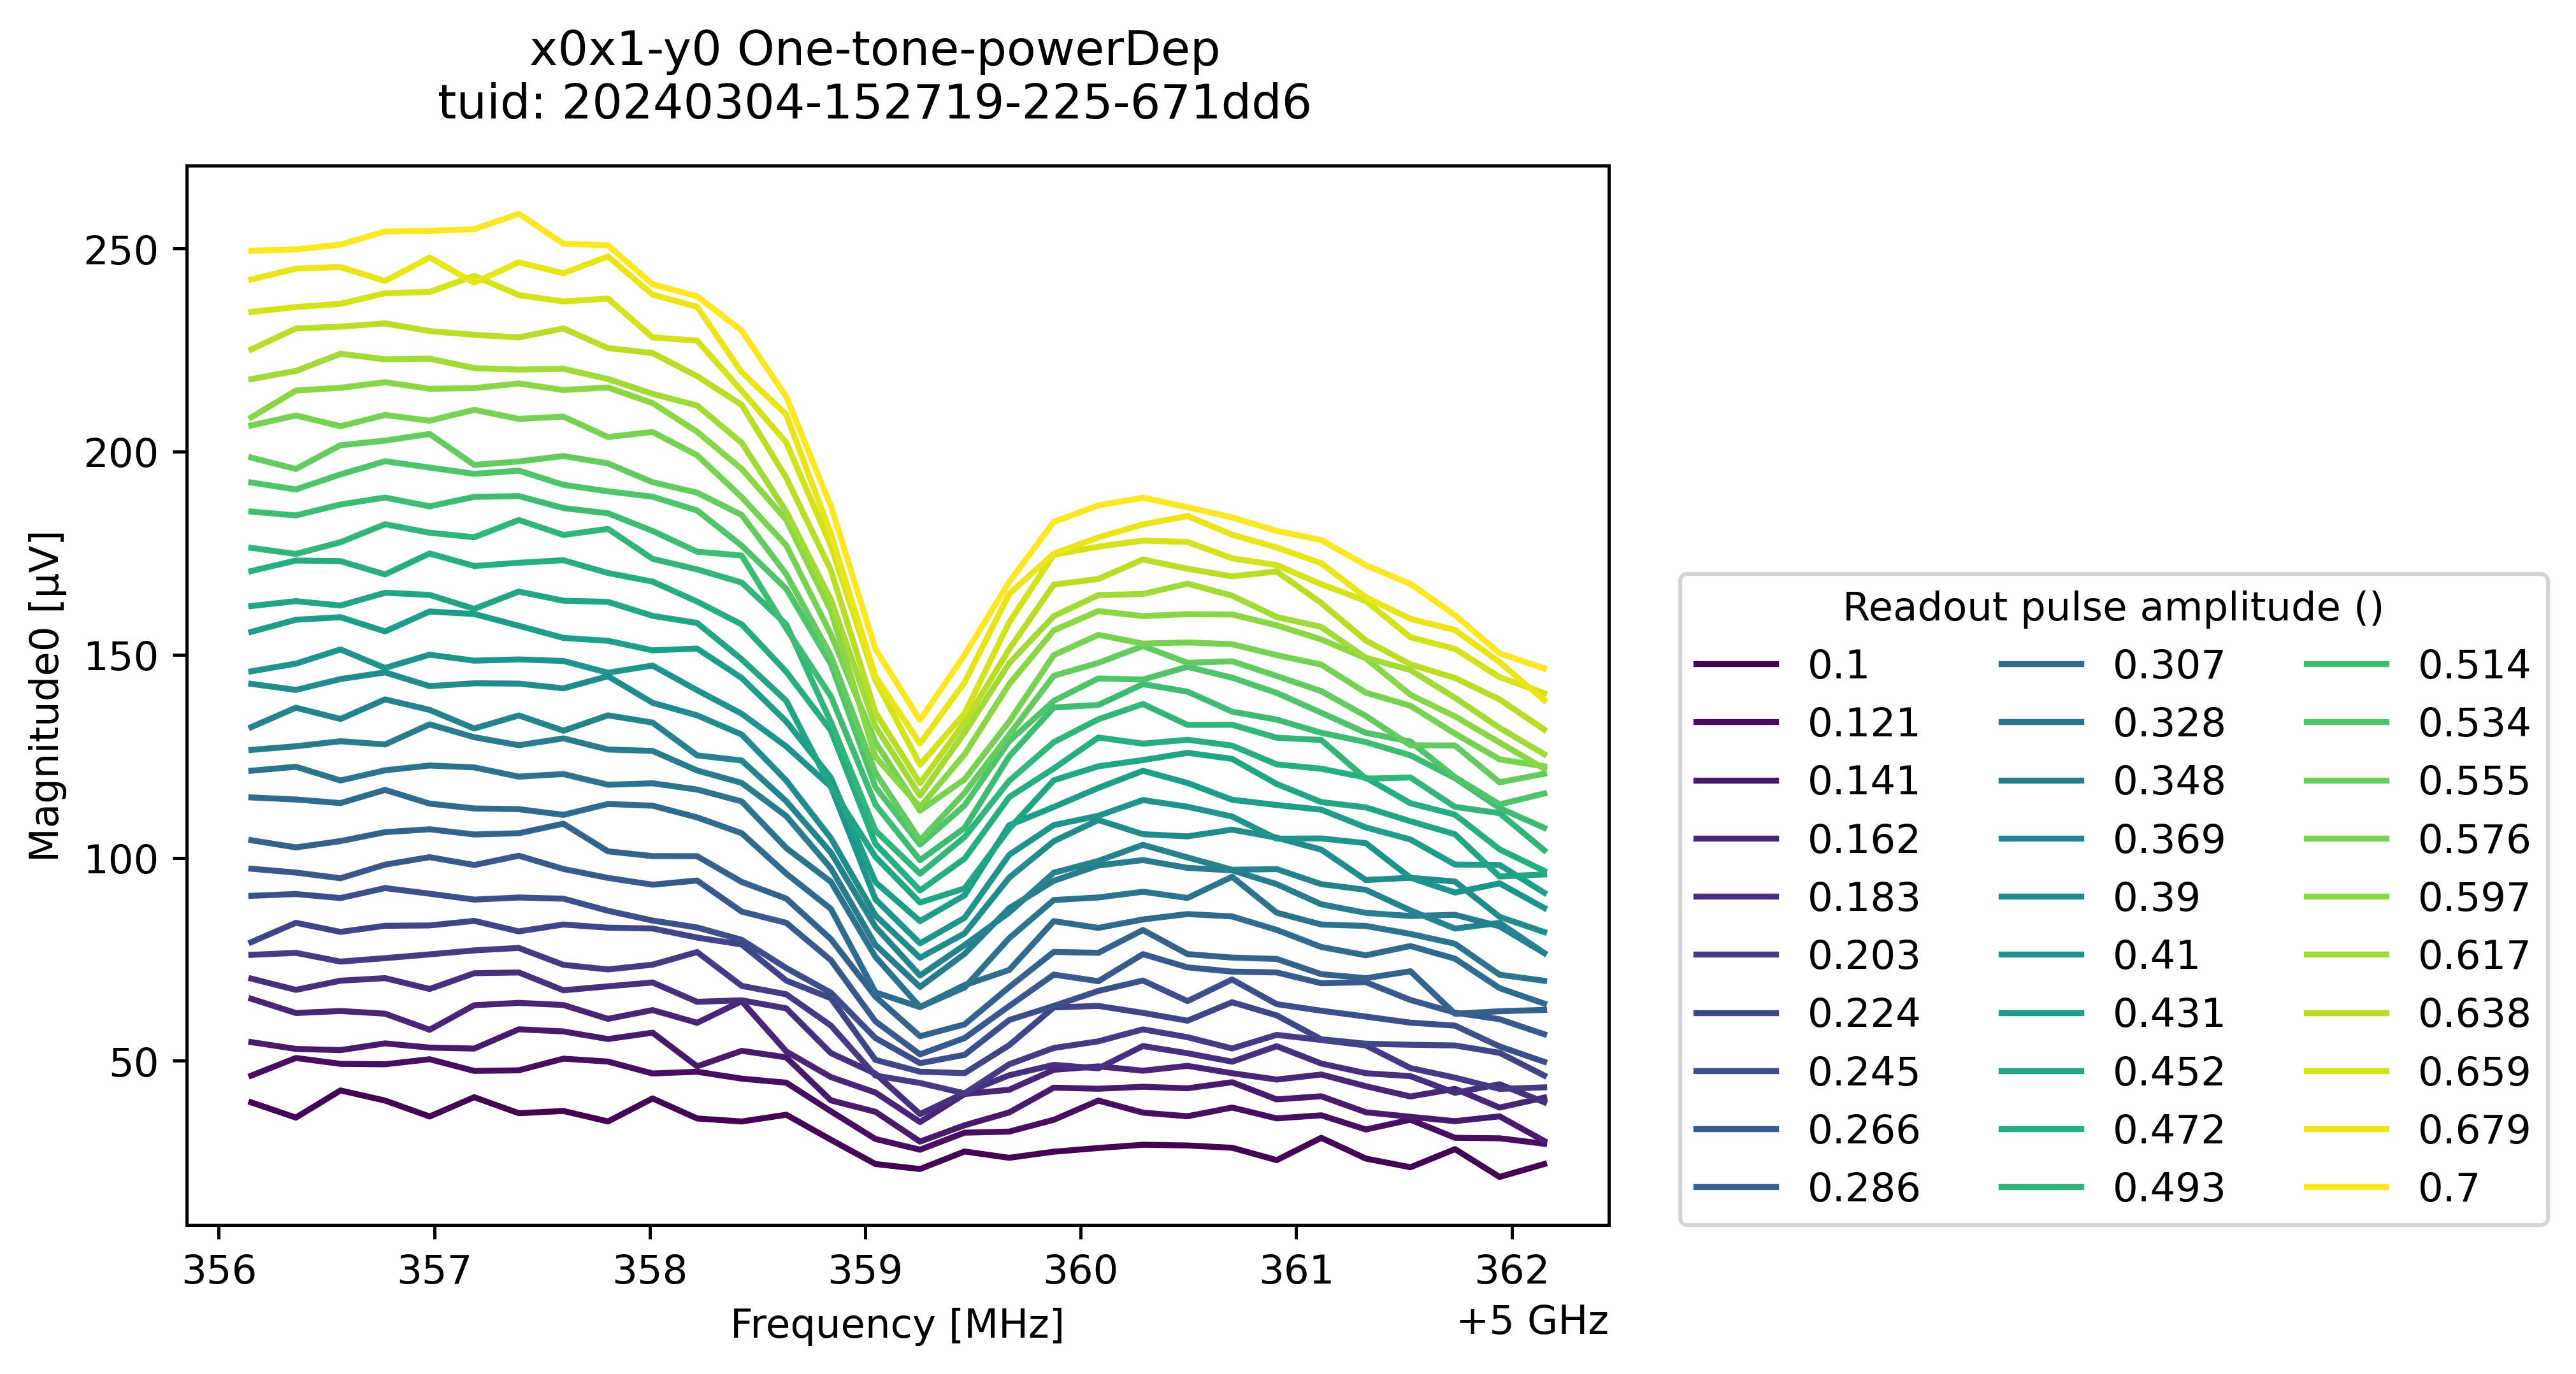 x0x1-y0 One-tone-powerDep
tuid: 20240304-152719-225-671dd6
Magnitude0 [µV]
250
200
150
100
50
356 357 358 359 360 361 362
Frequency [MHz]
+5 GHz
Readout pulse amplitude ()
0.1 0.307 0.514
0.121 0.328 0.534
0.141 0.348 0.555
0.162 0.369 0.576
0.183 0.39 0.597
0.203 0.41 0.617
0.224 0.431 0.638
0.245 0.452 0.659
0.266 0.472 0.679
0.286 0.493 0.7